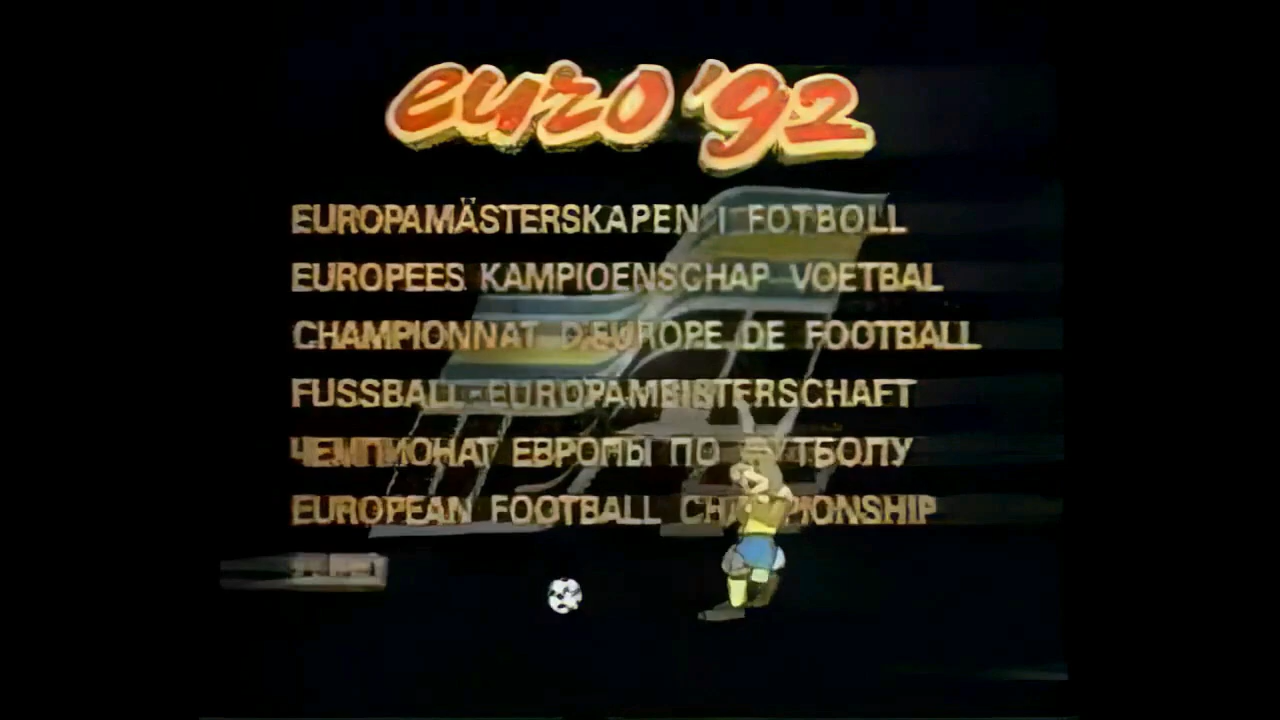 euro '92
EUROPAMÄSTERSKAPEN I FOTBOLL
EUROPEES KAMPIOENSCHAP VOETBAL
CHAMPIONNAT D'EUROPE DE FOOTBALL
FUSSBALL-EUROPAMEISTERSCHAFT
ЧЕМПИОНАТ ЕВРОПЫ ПО ФУТБОЛУ
EUROPEAN FOOTBALL CHAMPIONSHIP